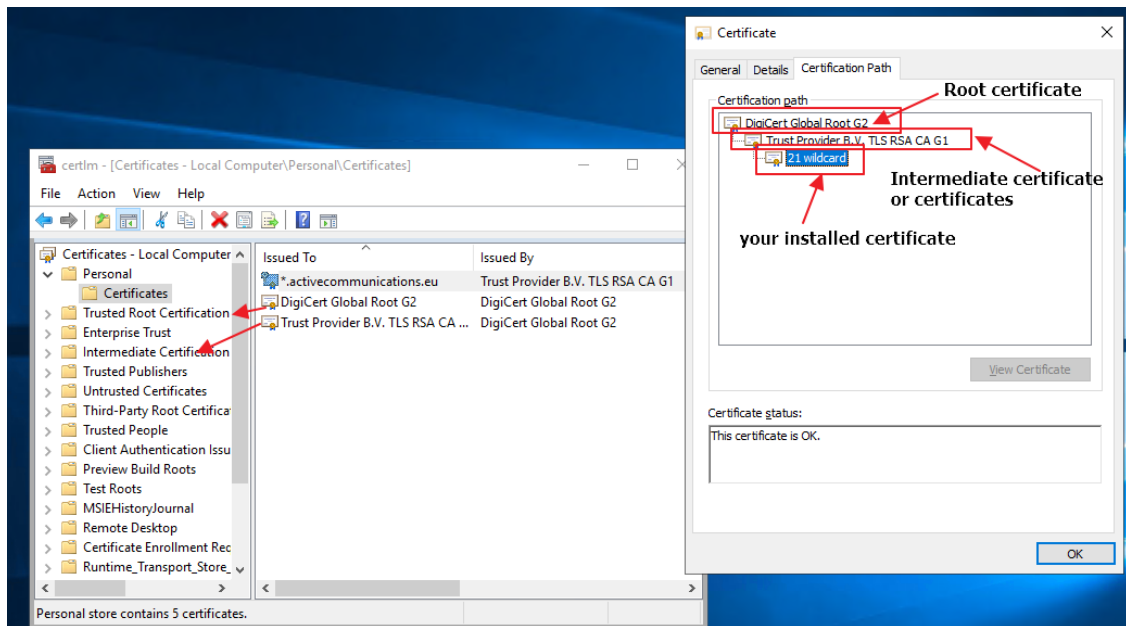 certlm - [Certificates - Local Computer\Personal\Certificates]
File Action View Help
Certificates - Local Computer
Personal
Certificates
Trusted Root Certification
Enterprise Trust
Intermediate Certification
Trusted Publishers
Untrusted Certificates
Third-Party Root Certifica
Trusted People
Client Authentication Issu
Preview Build Roots
Test Roots
MSIEHistoryJournal
Remote Desktop
Certificate Enrollment Rec
Runtime_Transport_Store_
Issued To Issued By
*.activecommunications.eu Trust Provider B.V. TLS RSA CA G1
DigiCert Global Root G2 DigiCert Global Root G2
Trust Provider B.V. TLS RSA CA ... DigiCert Global Root G2
Personal store contains 5 certificates.
Certificate
General Details Certification Path
Certification path
Root certificate
DigiCert Global Root G2
Trust Provider B.V. TLS RSA CA G1
21 wildcard
Intermediate certificate
or certificates
your installed certificate
View Certificate
Certificate status:
This certificate is OK.
OK